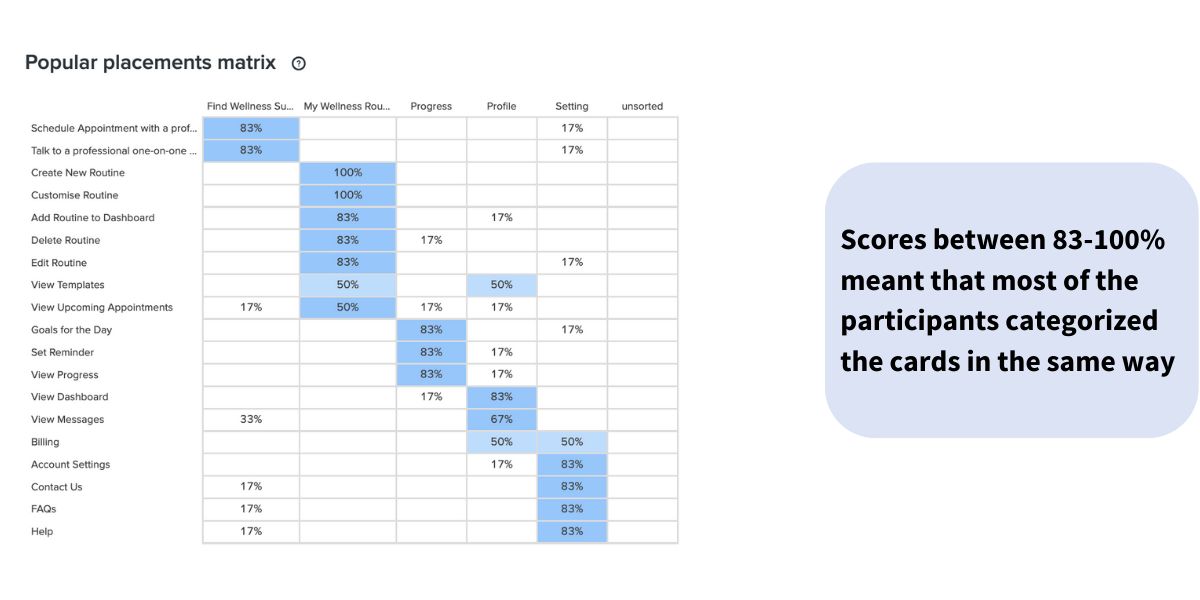 Popular placements matrix ?
Find Wellness Su... My Wellness Rou... Progress Profile Setting unsorted
Schedule Appointment with a prof... 83% 17%
Talk to a professional one-on-one ... 83% 17%
Create New Routine 100%
Customise Routine 100%
Add Routine to Dashboard 83% 17%
Delete Routine 83% 17%
Edit Routine 83% 17%
View Templates 50% 50%
View Upcoming Appointments 17% 50% 17% 17%
Goals for the Day 83% 17%
Set Reminder 83% 17%
View Progress 83% 17%
View Dashboard 17% 83%
View Messages 33% 67%
Billing 50% 50%
Account Settings 17% 83%
Contact Us 17% 83%
FAQs 17% 83%
Help 17% 83%
Scores between 83-100%
meant that most of the
participants categorized
the cards in the same way